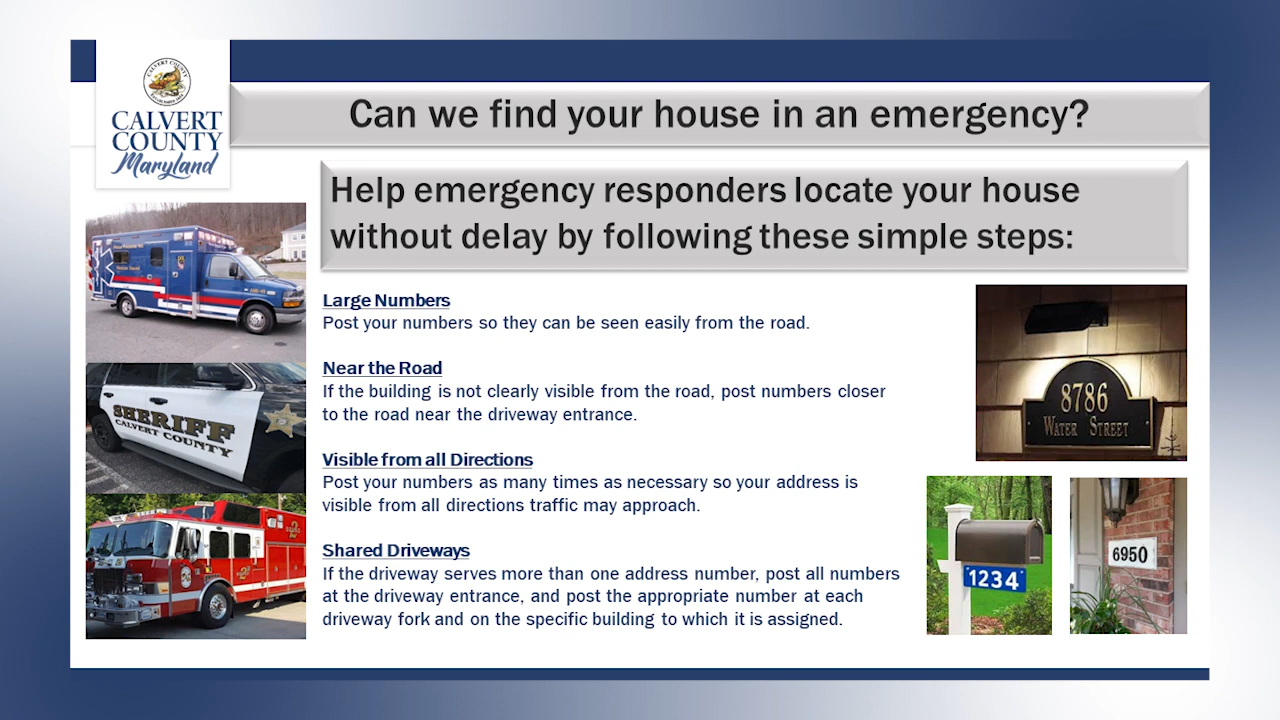 CALVERT COUNTY
CALVERT
COUNTY
Maryland
Can we find your house in an emergency?
Help emergency responders locate your house
without delay by following these simple steps:
Large Numbers
Post your numbers so they can be seen easily from the road.
Near the Road
If the building is not clearly visible from the road, post numbers closer
to the road near the driveway entrance.
Visible from all Directions
Post your numbers as many times as necessary so your address is
visible from all directions traffic may approach.
Shared Driveways
If the driveway serves more than one address number, post all numbers
at the driveway entrance, and post the appropriate number at each
driveway fork and on the specific building to which it is assigned.
SHERIFF
CALVERT COUNTY
8786
WATER STREET
1234
6950